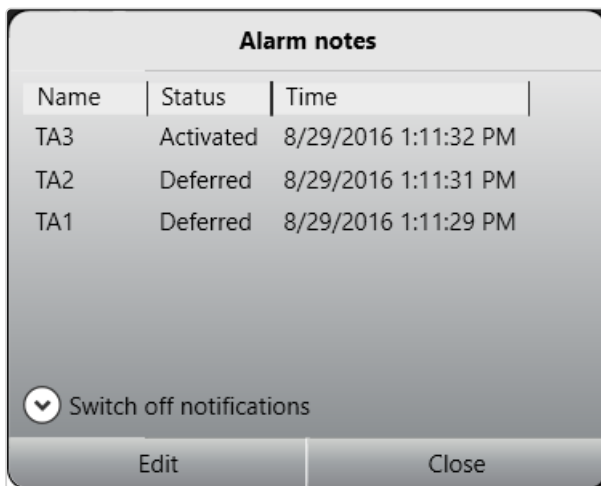 Alarm notes
Name Status Time
TA3 Activated 8/29/2016 1:11:32 PM
TA2 Deferred 8/29/2016 1:11:31 PM
TA1 Deferred 8/29/2016 1:11:29 PM
Switch off notifications
Edit Close